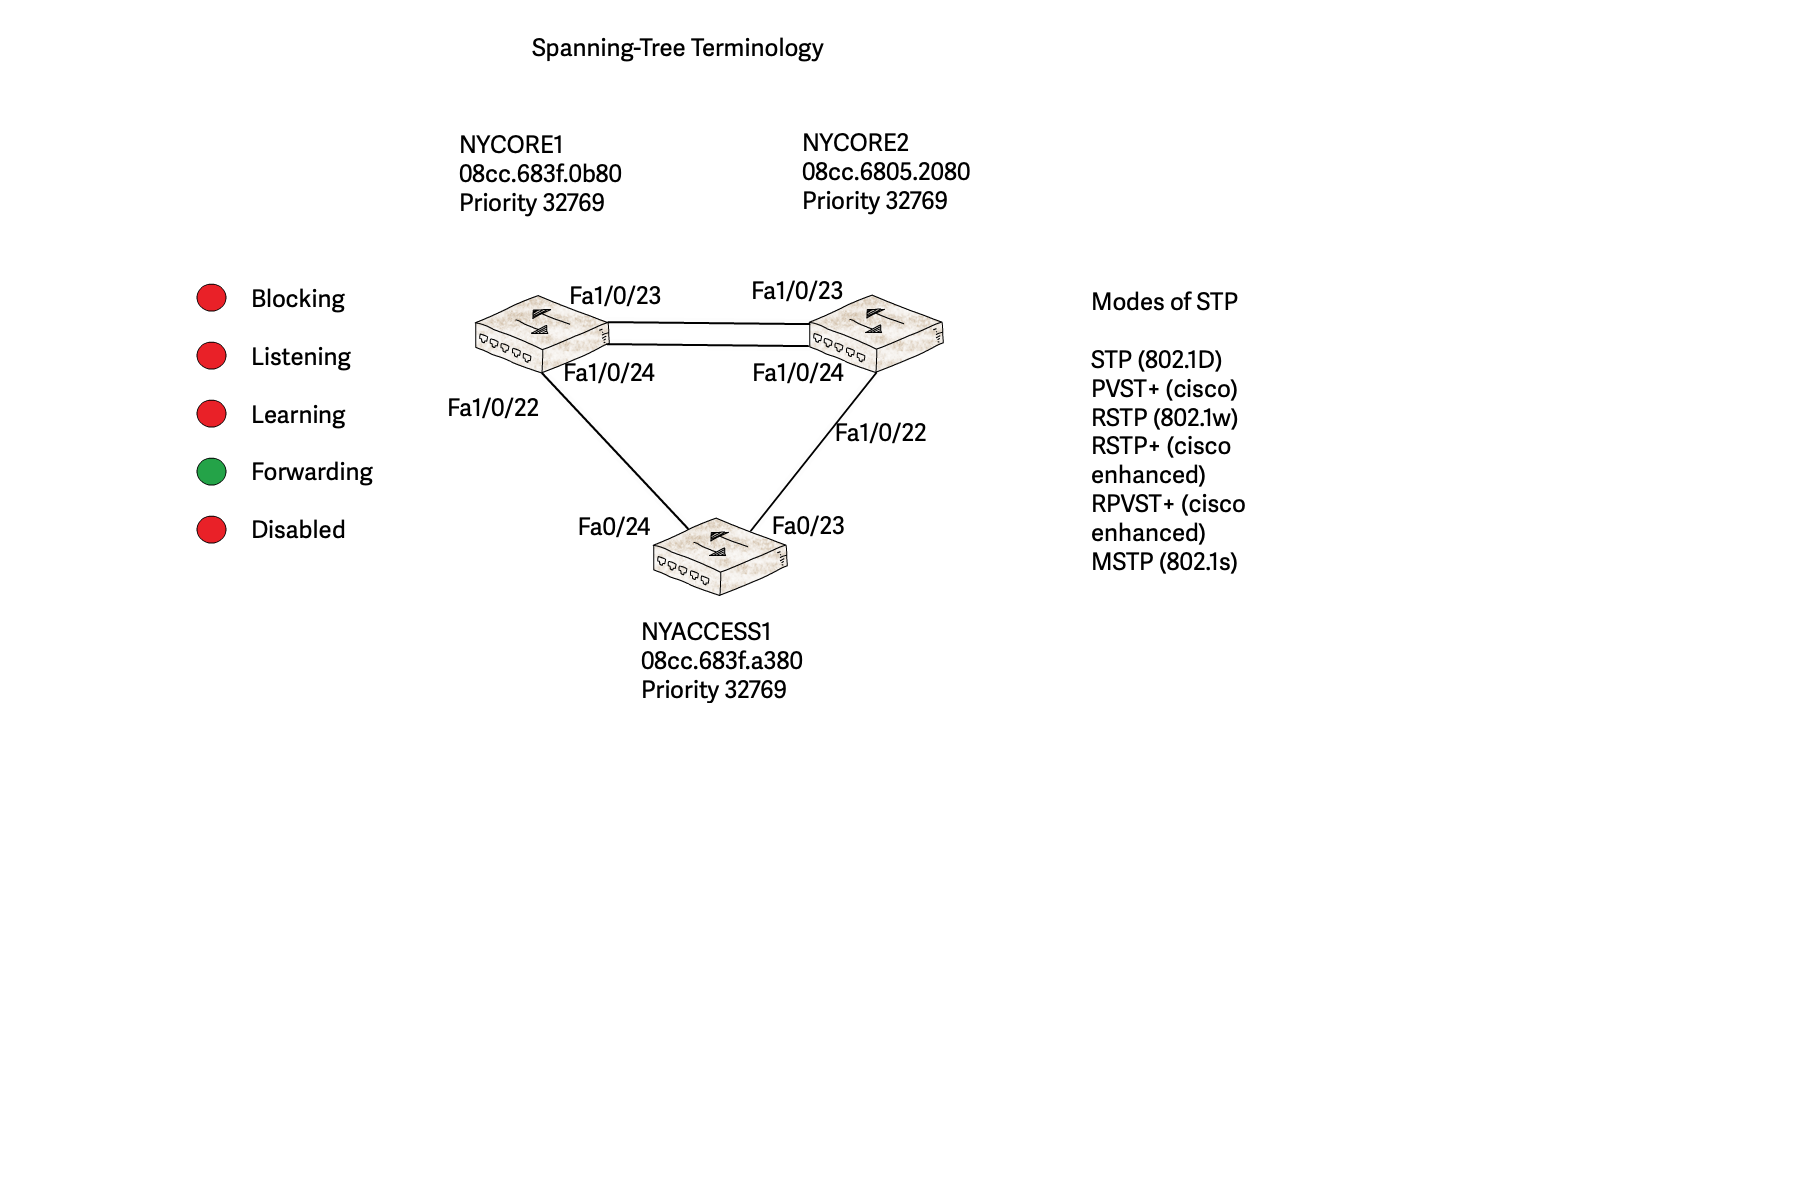 Spanning-Tree Terminology
NYCORE1
08cc.683f.0b80
Priority 32769
NYCORE2
08cc.6805.2080
Priority 32769
Blocking
Listening
Learning
Forwarding
Disabled
Fa1/0/23
Fa1/0/23
Fa1/0/24
Fa1/0/24
Fa1/0/22
Fa1/0/22
Fa0/24
Fa0/23
NYACCESS1
08cc.683f.a380
Priority 32769
Modes of STP
STP (802.1D)
PVST+ (cisco)
RSTP (802.1w)
RSTP+ (cisco
enhanced)
RPVST+ (cisco
enhanced)
MSTP (802.1s)